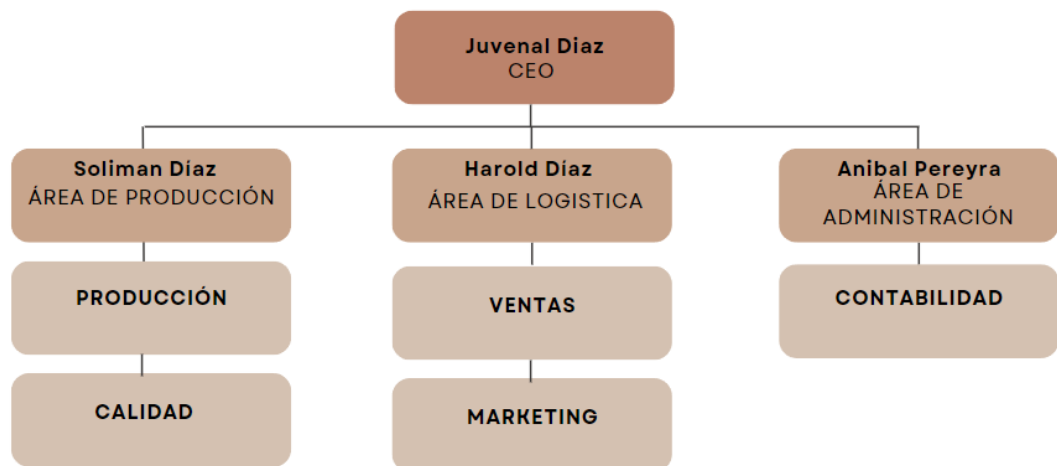 Juvenal Diaz
CEO
Soliman Díaz
ÁREA DE PRODUCCIÓN
Harold Díaz
ÁREA DE LOGISTICA
Anibal Pereyra
ÁREA DE
ADMINISTRACIÓN
PRODUCCIÓN
VENTAS
CONTABILIDAD
CALIDAD
MARKETING